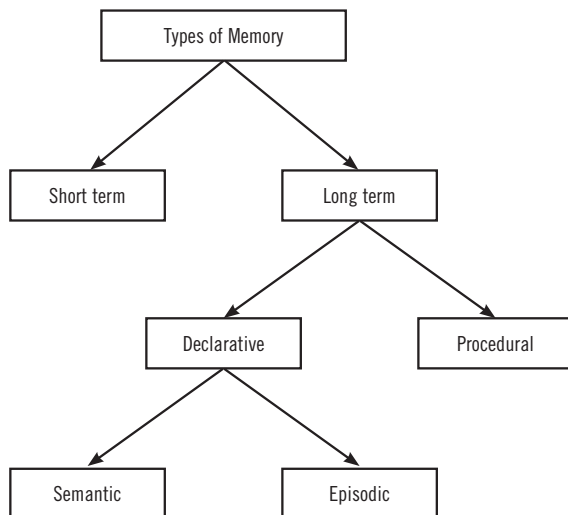 Types of Memory
Short term
Long term
Declarative
Procedural
Semantic
Episodic